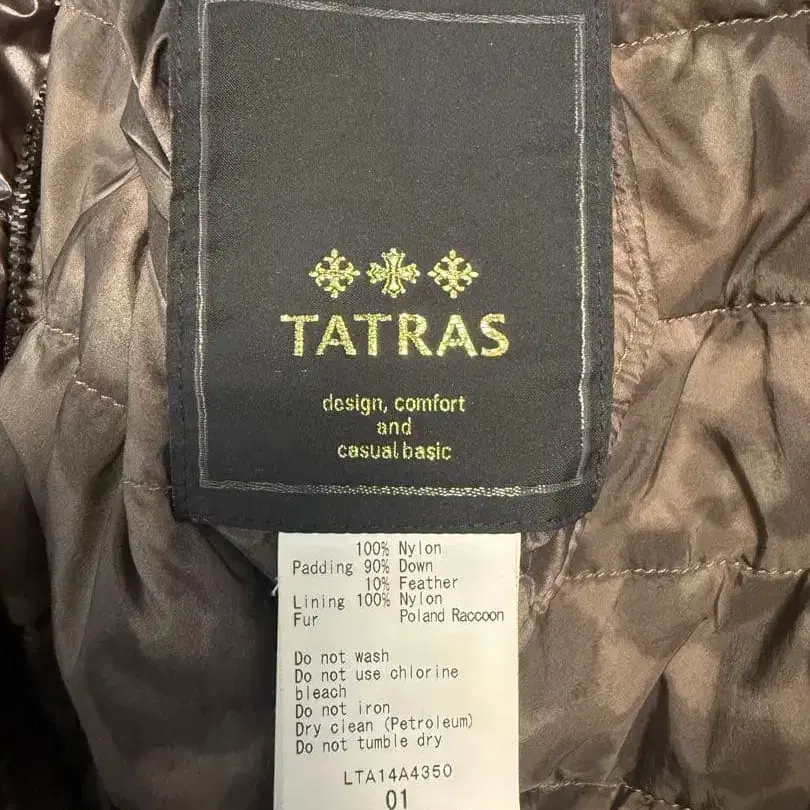 TATRAS
design, comfort
and
casual basic
100% Nylon
Padding 90% Down
10% Feather
Lining 100% Nylon
Fur Poland Raccoon
Do not wash
Do not use chlorine
bleach
Do not iron
Dry clean (Petroleum)
Do not tumble dry
LTA14A4350
01